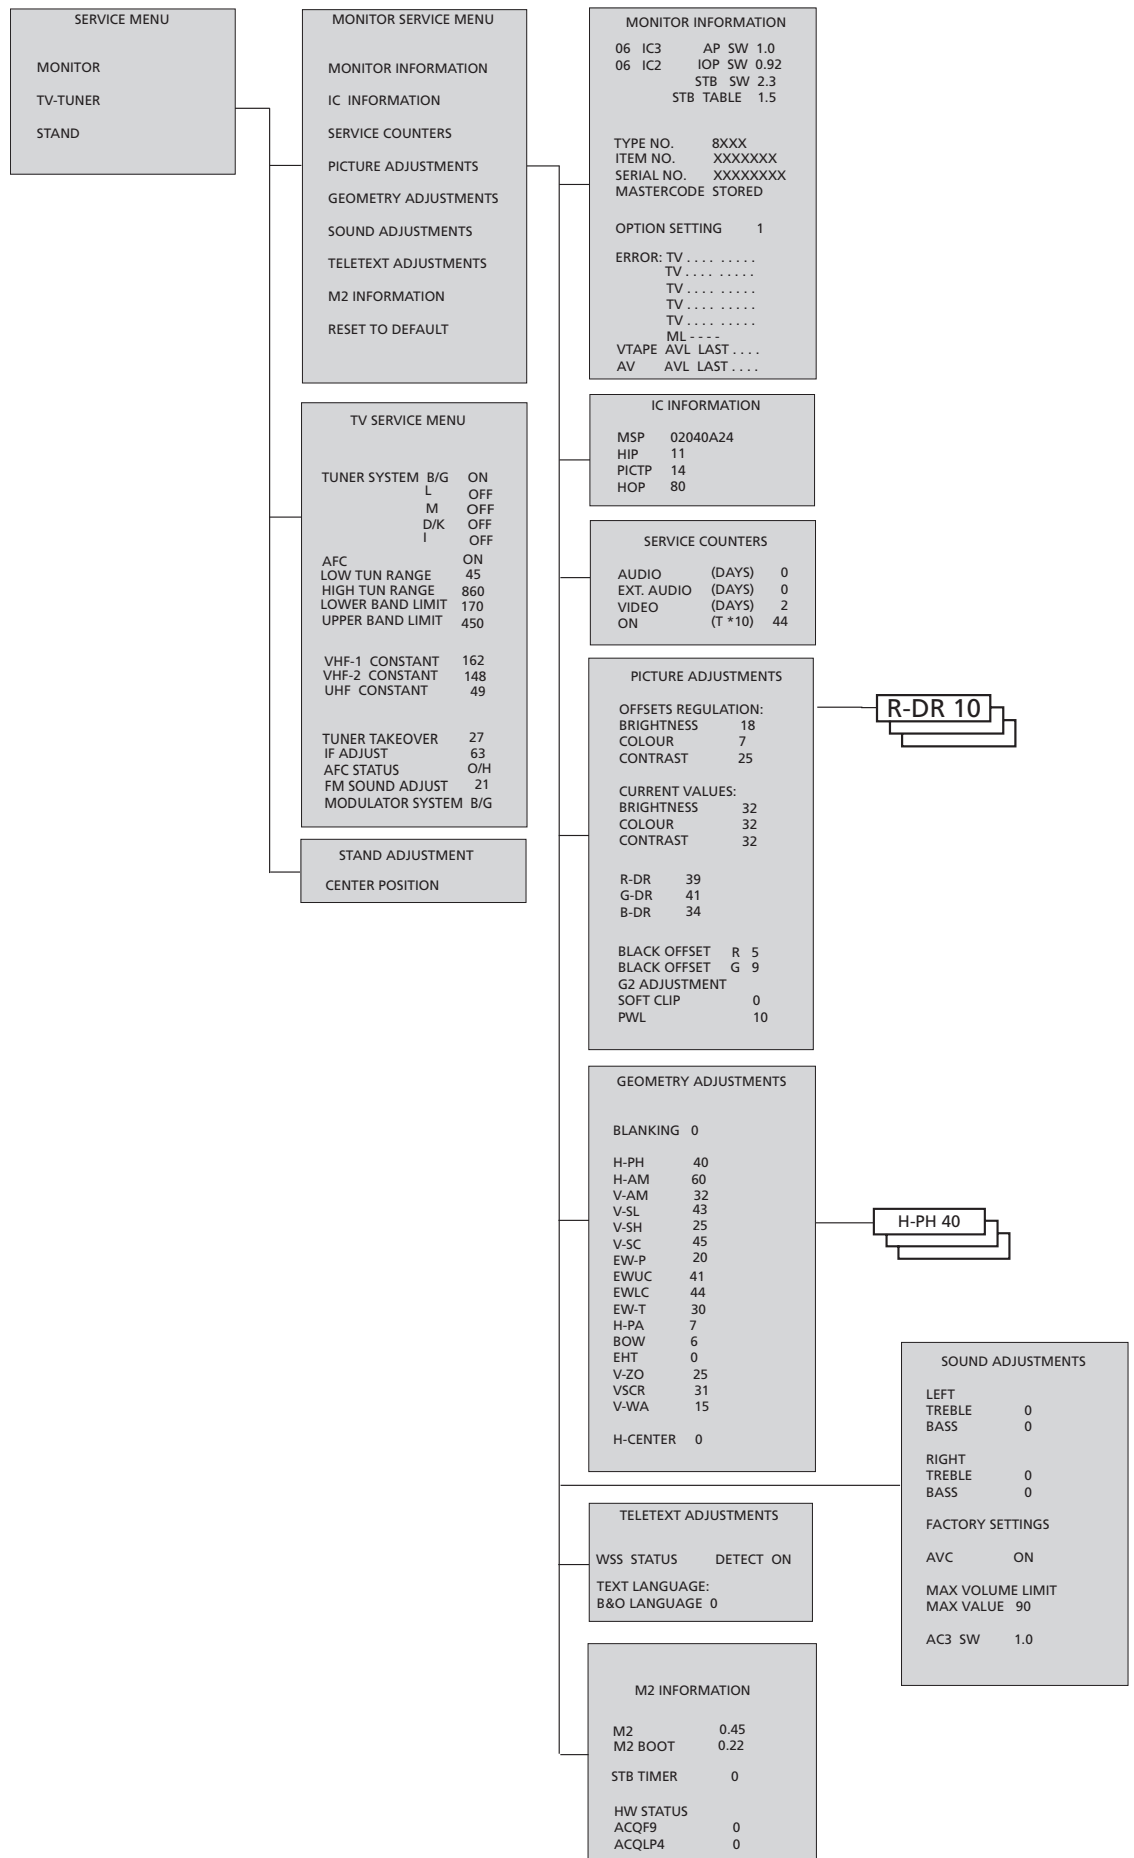 SERVICE MENU
MONITOR
TV-TUNER
STAND
MONITOR SERVICE MENU
MONITOR INFORMATION
IC INFORMATION
SERVICE COUNTERS
PICTURE ADJUSTMENTS
GEOMETRY ADJUSTMENTS
SOUND ADJUSTMENTS
TELETEXT ADJUSTMENTS
M2 INFORMATION
RESET TO DEFAULT
TV SERVICE MENU
TUNER SYSTEM B/G ON
L OFF
M OFF
D/K OFF
I OFF
AFC ON
LOW TUN RANGE 45
HIGH TUN RANGE 860
LOWER BAND LIMIT 170
UPPER BAND LIMIT 450
VHF-1 CONSTANT 162
VHF-2 CONSTANT 148
UHF CONSTANT 49
TUNER TAKEOVER 27
IF ADJUST 63
AFC STATUS O/H
FM SOUND ADJUST 21
MODULATOR SYSTEM B/G
STAND ADJUSTMENT
CENTER POSITION
MONITOR INFORMATION
06 IC3 AP SW 1.0
06 IC2 IOP SW 0.92
STB SW 2.3
STB TABLE 1.5
TYPE NO. 8XXX
ITEM NO. XXXXXXX
SERIAL NO. XXXXXXXX
MASTERCODE STORED
OPTION SETTING 1
ERROR: TV . . . . . . . . .
TV . . . . . . . . .
TV . . . . . . . . .
TV . . . . . . . . .
TV . . . . . . . . .
ML - - - -
VTAPE AVL LAST . . . .
AV AVL LAST . . . .
IC INFORMATION
MSP 02040A24
HIP 11
PICTP 14
HOP 80
SERVICE COUNTERS
AUDIO (DAYS) 0
EXT. AUDIO (DAYS) 0
VIDEO (DAYS) 2
ON (T *10) 44
PICTURE ADJUSTMENTS
OFFSETS REGULATION:
BRIGHTNESS 18
COLOUR 7
CONTRAST 25
CURRENT VALUES:
BRIGHTNESS 32
COLOUR 32
CONTRAST 32
R-DR 39
G-DR 41
B-DR 34
BLACK OFFSET R 5
BLACK OFFSET G 9
G2 ADJUSTMENT
SOFT CLIP 0
PWL 10
R-DR 10
GEOMETRY ADJUSTMENTS
BLANKING 0
H-PH 40
H-AM 60
V-AM 32
V-SL 43
V-SH 25
V-SC 45
EW-P 20
EWUC 41
EWLC 44
EW-T 30
H-PA 7
BOW 6
EHT 0
V-ZO 25
VSCR 31
V-WA 15
H-CENTER 0
H-PH 40
SOUND ADJUSTMENTS
LEFT
TREBLE 0
BASS 0
RIGHT
TREBLE 0
BASS 0
FACTORY SETTINGS
AVC ON
MAX VOLUME LIMIT
MAX VALUE 90
AC3 SW 1.0
TELETEXT ADJUSTMENTS
WSS STATUS DETECT ON
TEXT LANGUAGE:
B&O LANGUAGE 0
M2 INFORMATION
M2 0.45
M2 BOOT 0.22
STB TIMER 0
HW STATUS
ACQF9 0
ACQLP4 0